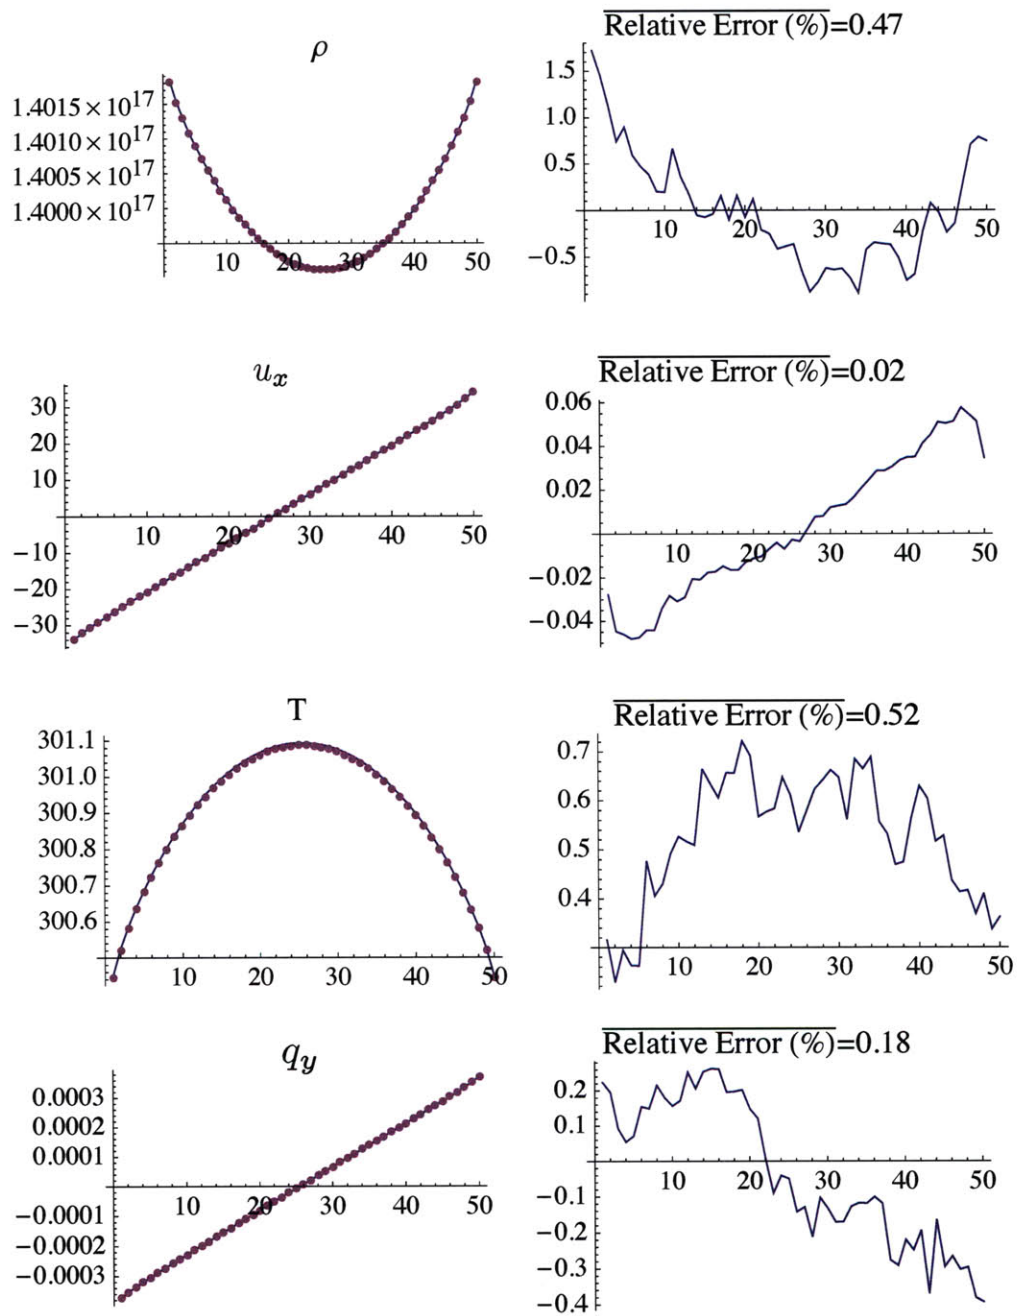 ρ
1.4015 × 10^17
1.4010 × 10^17
1.4005 × 10^17
1.4000 × 10^17
10 20 30 40 50
Relative Error (%)=0.47
1.5
1.0
0.5
−0.5
10 20 30 40 50
u_x
30
20
10
−10
−20
−30
10 20 30 40 50
Relative Error (%)=0.02
0.06
0.04
0.02
−0.02
−0.04
10 20 30 40 50
T
301.1
301.0
300.9
300.8
300.7
300.6
10 20 30 40 50
Relative Error (%)=0.52
0.7
0.6
0.5
0.4
10 20 30 40 50
q_y
0.0003
0.0002
0.0001
−0.0001
−0.0002
−0.0003
10 20 30 40 50
Relative Error (%)=0.18
0.2
0.1
−0.1
−0.2
−0.3
−0.4
10 20 30 40 50